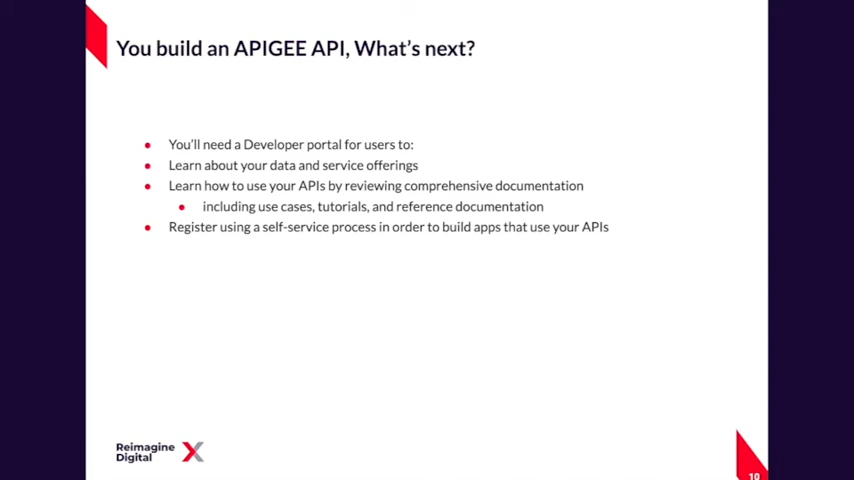 You build an APIGEE API, What's next?
You'll need a Developer portal for users to:
Learn about your data and service offerings
Learn how to use your APIs by reviewing comprehensive documentation
including use cases, tutorials, and reference documentation
Register using a self-service process in order to build apps that use your APIs
Reimagine
Digital